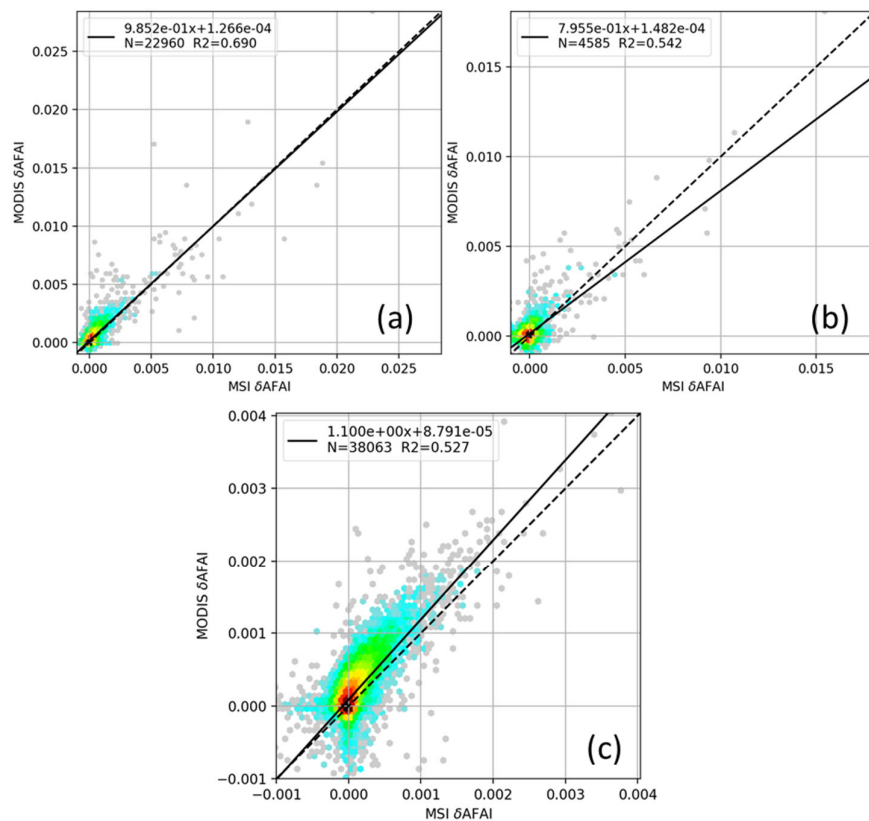 9.852e-01x+1.266e-04
N=22960 R2=0.690
0.025
0.020
0.015
0.010
0.005
0.000
MODIS δAFAI
0.000 0.005 0.010 0.015 0.020 0.025
MSI δAFAI
(a)
7.955e-01x+1.482e-04
N=4585 R2=0.542
0.015
0.010
0.005
0.000
MODIS δAFAI
0.000 0.005 0.010 0.015
MSI δAFAI
(b)
1.100e+00x+8.791e-05
N=38063 R2=0.527
0.004
0.003
0.002
0.001
0.000
−0.001
MODIS δAFAI
−0.001 0.000 0.001 0.002 0.003 0.004
MSI δAFAI
(c)